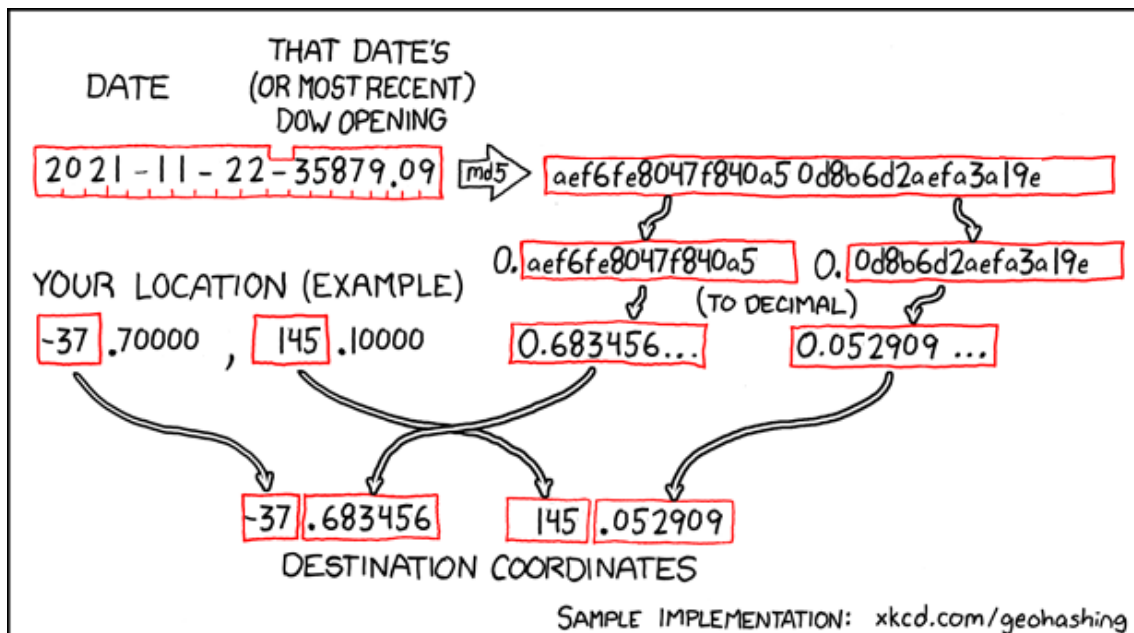 DATE
THAT DATE'S
(OR MOST RECENT)
DOW OPENING
2021-11-22-35879.09
md5
aef6fe8047f840a50d8b6d2aefa3a19e
0.aef6fe8047f840a5
0.0d8b6d2aefa3a19e
(TO DECIMAL)
0.683456...
0.052909...
YOUR LOCATION (EXAMPLE)
-37.70000, 145.10000
-37.683456 145.052909
DESTINATION COORDINATES
SAMPLE IMPLEMENTATION: xkcd.com/geohashing